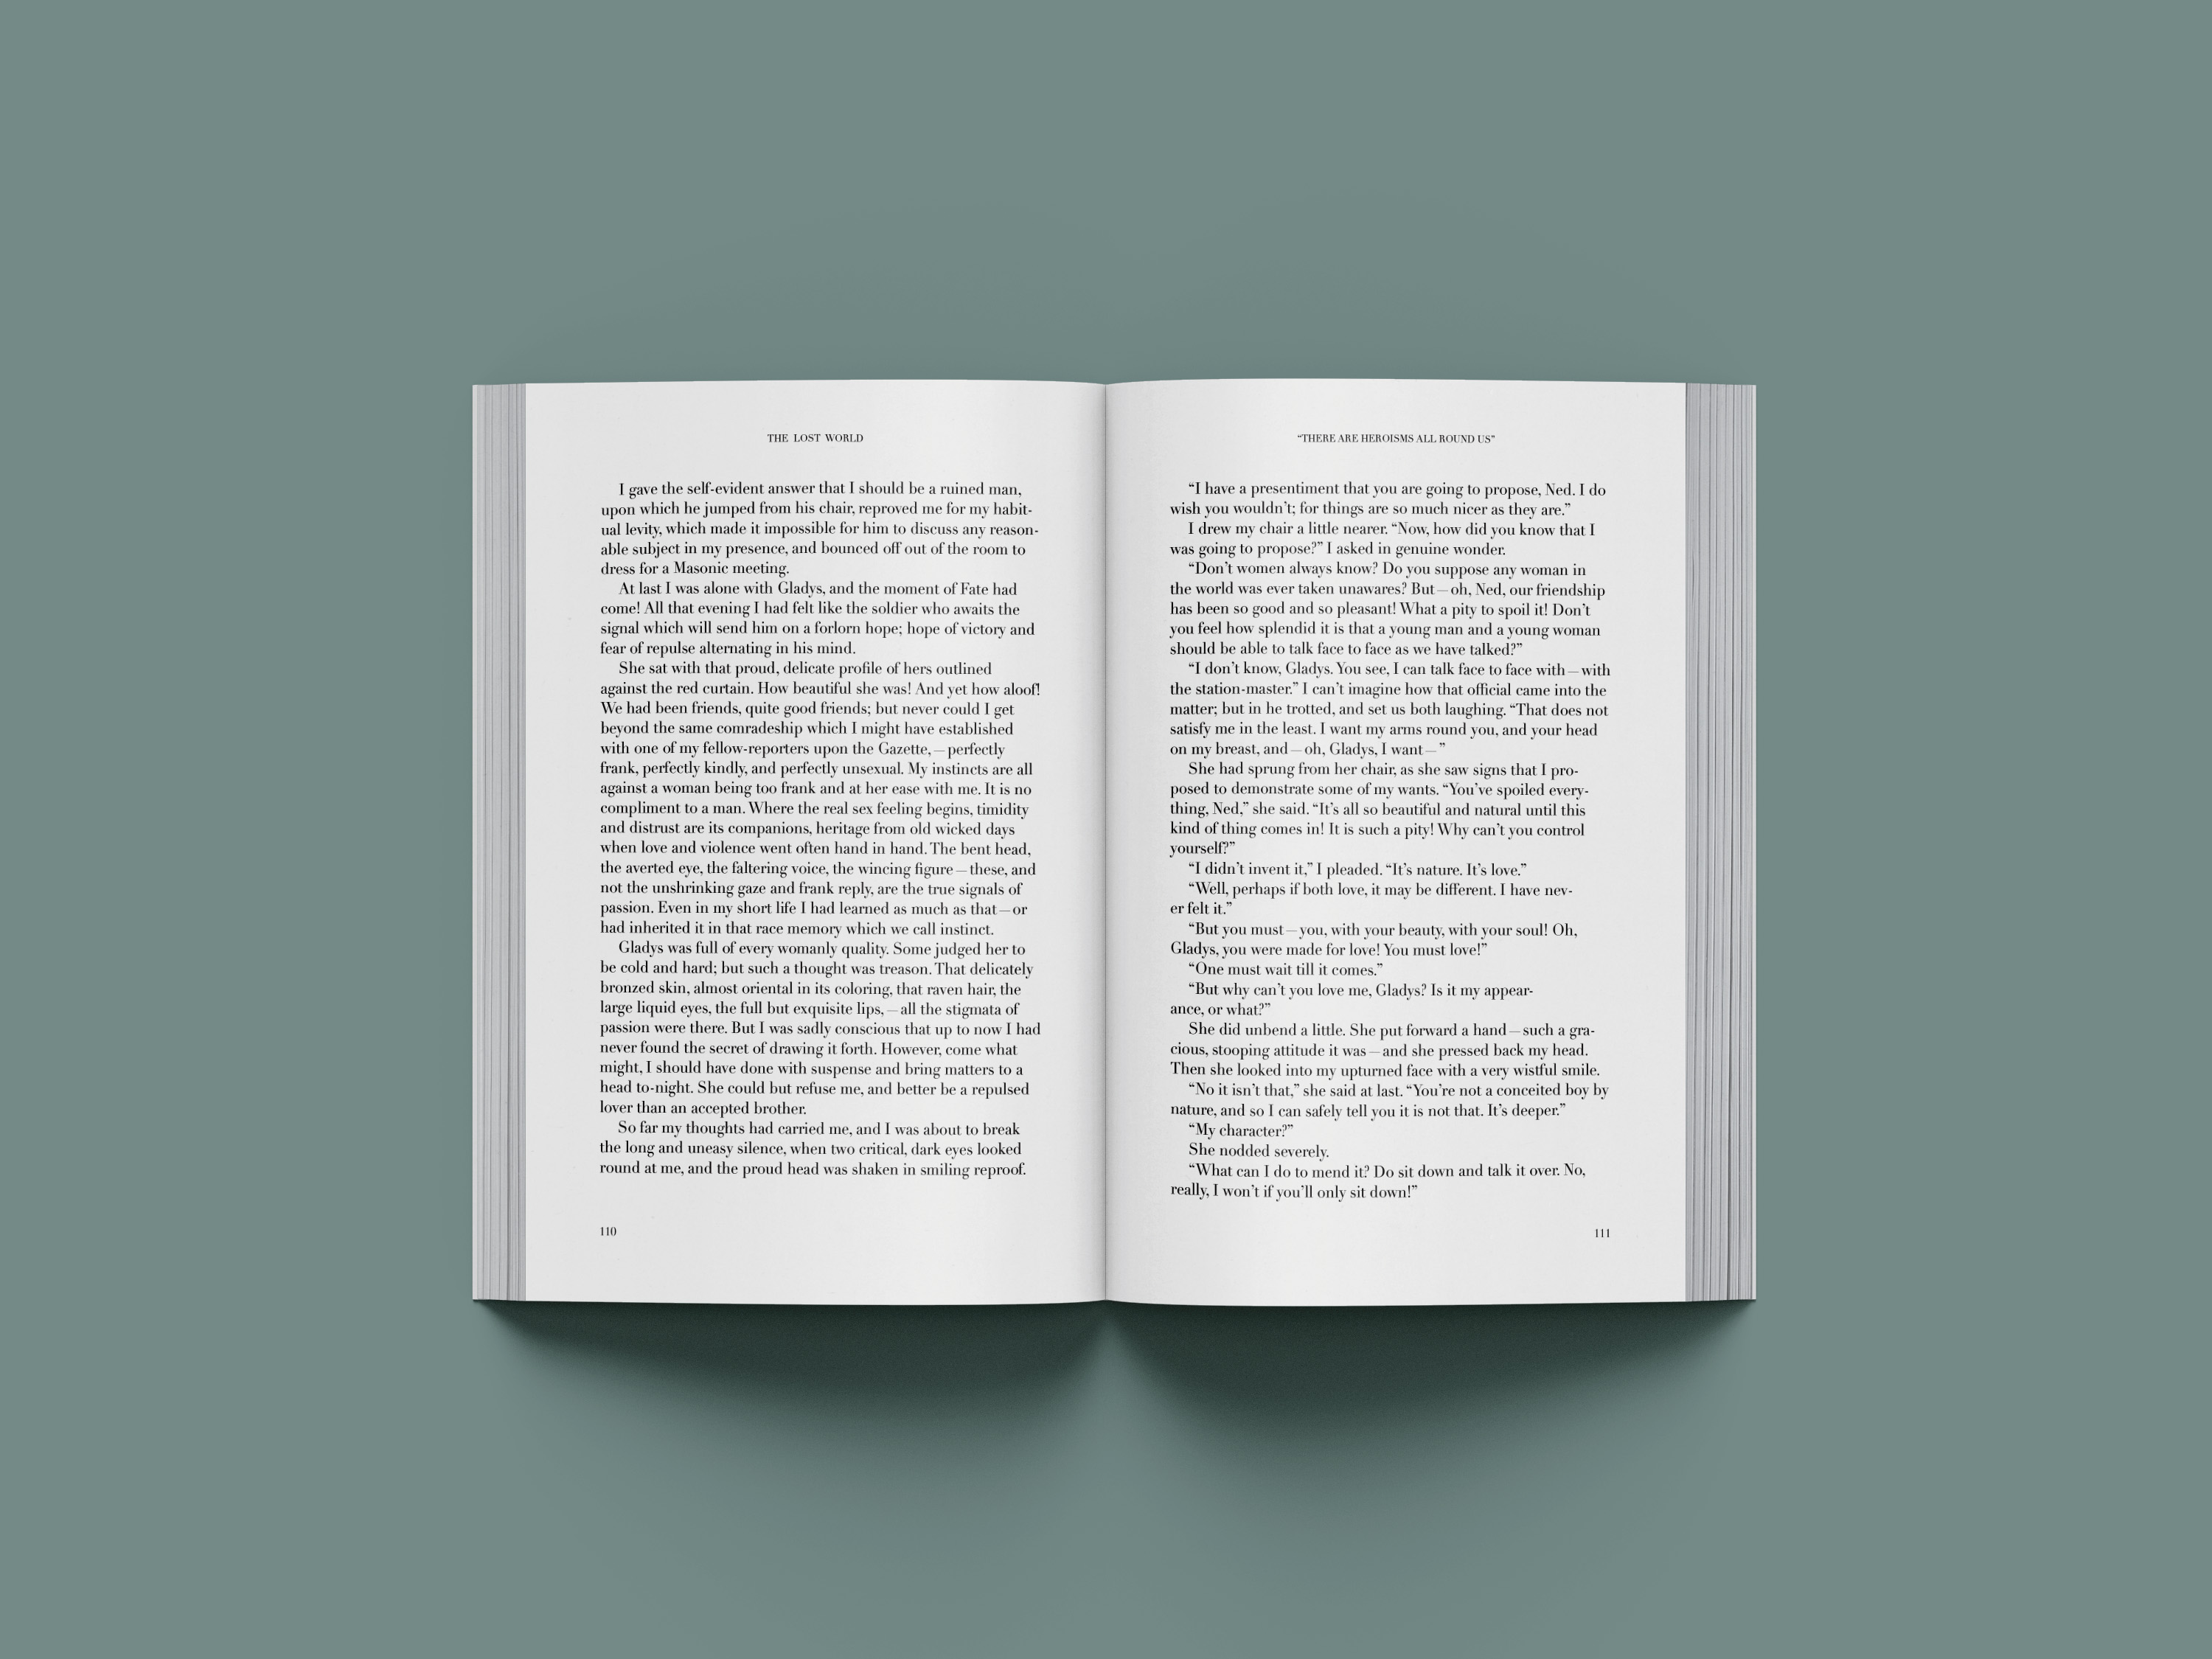 THE LOST WORLD
I gave the self-evident answer that I should be a ruined man,
upon which he jumped from his chair, reproved me for my habit-
ual levity, which made it impossible for him to discuss any reason-
able subject in my presence, and bounced off out of the room to
dress for a Masonic meeting.
At last I was alone with Gladys, and the moment of Fate had
come! All that evening I had felt like the soldier who awaits the
signal which will send him on a forlorn hope; hope of victory and
fear of repulse alternating in his mind.
She sat with that proud, delicate profile of hers outlined
against the red curtain. How beautiful she was! And yet how aloof!
We had been friends, quite good friends; but never could I get
beyond the same comradeship which I might have established
with one of my fellow-reporters upon the Gazette,—perfectly
frank, perfectly kindly, and perfectly unsexual. My instincts are all
against a woman being too frank and at her ease with me. It is no
compliment to a man. Where the real sex feeling begins, timidity
and distrust are its companions, heritage from old wicked days
when love and violence went often hand in hand. The bent head,
the averted eye, the faltering voice, the wincing figure—these, and
not the unshrinking gaze and frank reply, are the true signals of
passion. Even in my short life I had learned as much as that—or
had inherited it in that race memory which we call instinct.
Gladys was full of every womanly quality. Some judged her to
be cold and hard; but such a thought was treason. That delicately
bronzed skin, almost oriental in its coloring, that raven hair, the
large liquid eyes, the full but exquisite lips,—all the stigmata of
passion were there. But I was sadly conscious that up to now I had
never found the secret of drawing it forth. However, come what
might, I should have done with suspense and bring matters to a
head to-night. She could but refuse me, and better be a repulsed
lover than an accepted brother.
So far my thoughts had carried me, and I was about to break
the long and uneasy silence, when two critical, dark eyes looked
round at me, and the proud head was shaken in smiling reproof.
110
“THERE ARE HEROISMS ALL ROUND US”
“I have a presentiment that you are going to propose, Ned. I do
wish you wouldn’t; for things are so much nicer as they are.”
I drew my chair a little nearer. “Now, how did you know that I
was going to propose?” I asked in genuine wonder.
“Don’t women always know? Do you suppose any woman in
the world was ever taken unawares? But—oh, Ned, our friendship
has been so good and so pleasant! What a pity to spoil it! Don’t
you feel how splendid it is that a young man and a young woman
should be able to talk face to face as we have talked?”
“I don’t know, Gladys. You see, I can talk face to face with—with
the station-master.” I can’t imagine how that official came into the
matter; but in he trotted, and set us both laughing. “That does not
satisfy me in the least. I want my arms round you, and your head
on my breast, and—oh, Gladys, I want—”
She had sprung from her chair, as she saw signs that I pro-
posed to demonstrate some of my wants. “You’ve spoiled every-
thing, Ned,” she said. “It’s all so beautiful and natural until this
kind of thing comes in! It is such a pity! Why can’t you control
yourself?”
“I didn’t invent it,” I pleaded. “It’s nature. It’s love.”
“Well, perhaps if both love, it may be different. I have nev-
er felt it.”
“But you must—you, with your beauty, with your soul! Oh,
Gladys, you were made for love! You must love!”
“One must wait till it comes.”
“But why can’t you love me, Gladys? Is it my appear-
ance, or what?”
She did unbend a little. She put forward a hand—such a gra-
cious, stooping attitude it was—and she pressed back my head.
Then she looked into my upturned face with a very wistful smile.
“No it isn’t that,” she said at last. “You’re not a conceited boy by
nature, and so I can safely tell you it is not that. It’s deeper.”
“My character?”
She nodded severely.
“What can I do to mend it? Do sit down and talk it over. No,
really, I won’t if you’ll only sit down!”
111